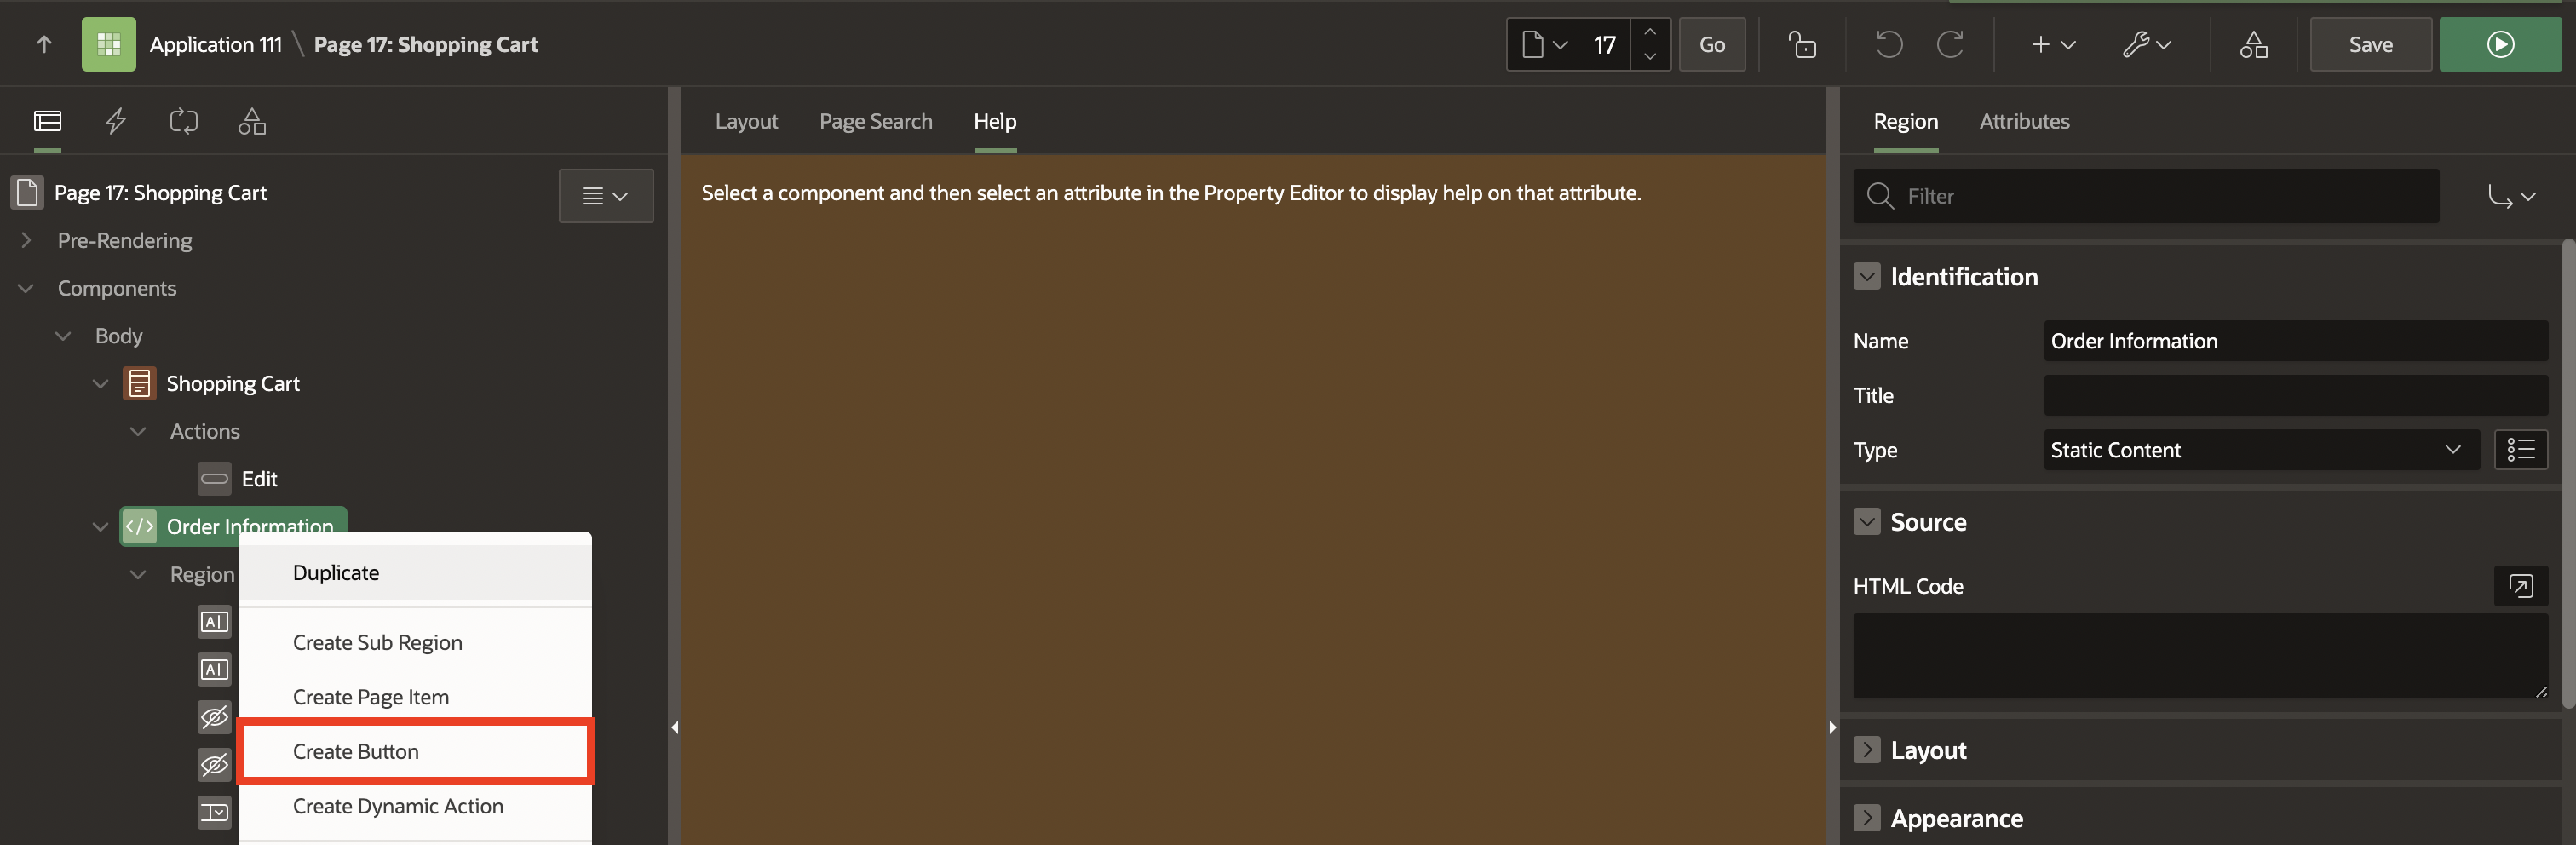 Application 111 \ Page 17: Shopping Cart
17
Go
Save
Layout
Page Search
Help
Region
Attributes
Page 17: Shopping Cart
Select a component and then select an attribute in the Property Editor to display help on that attribute.
Filter
Pre-Rendering
Components
Body
Shopping Cart
Actions
Edit
Order Information
Region
Duplicate
Create Sub Region
Create Page Item
Create Button
Create Dynamic Action
Identification
Name
Order Information
Title
Type
Static Content
Source
HTML Code
Layout
Appearance